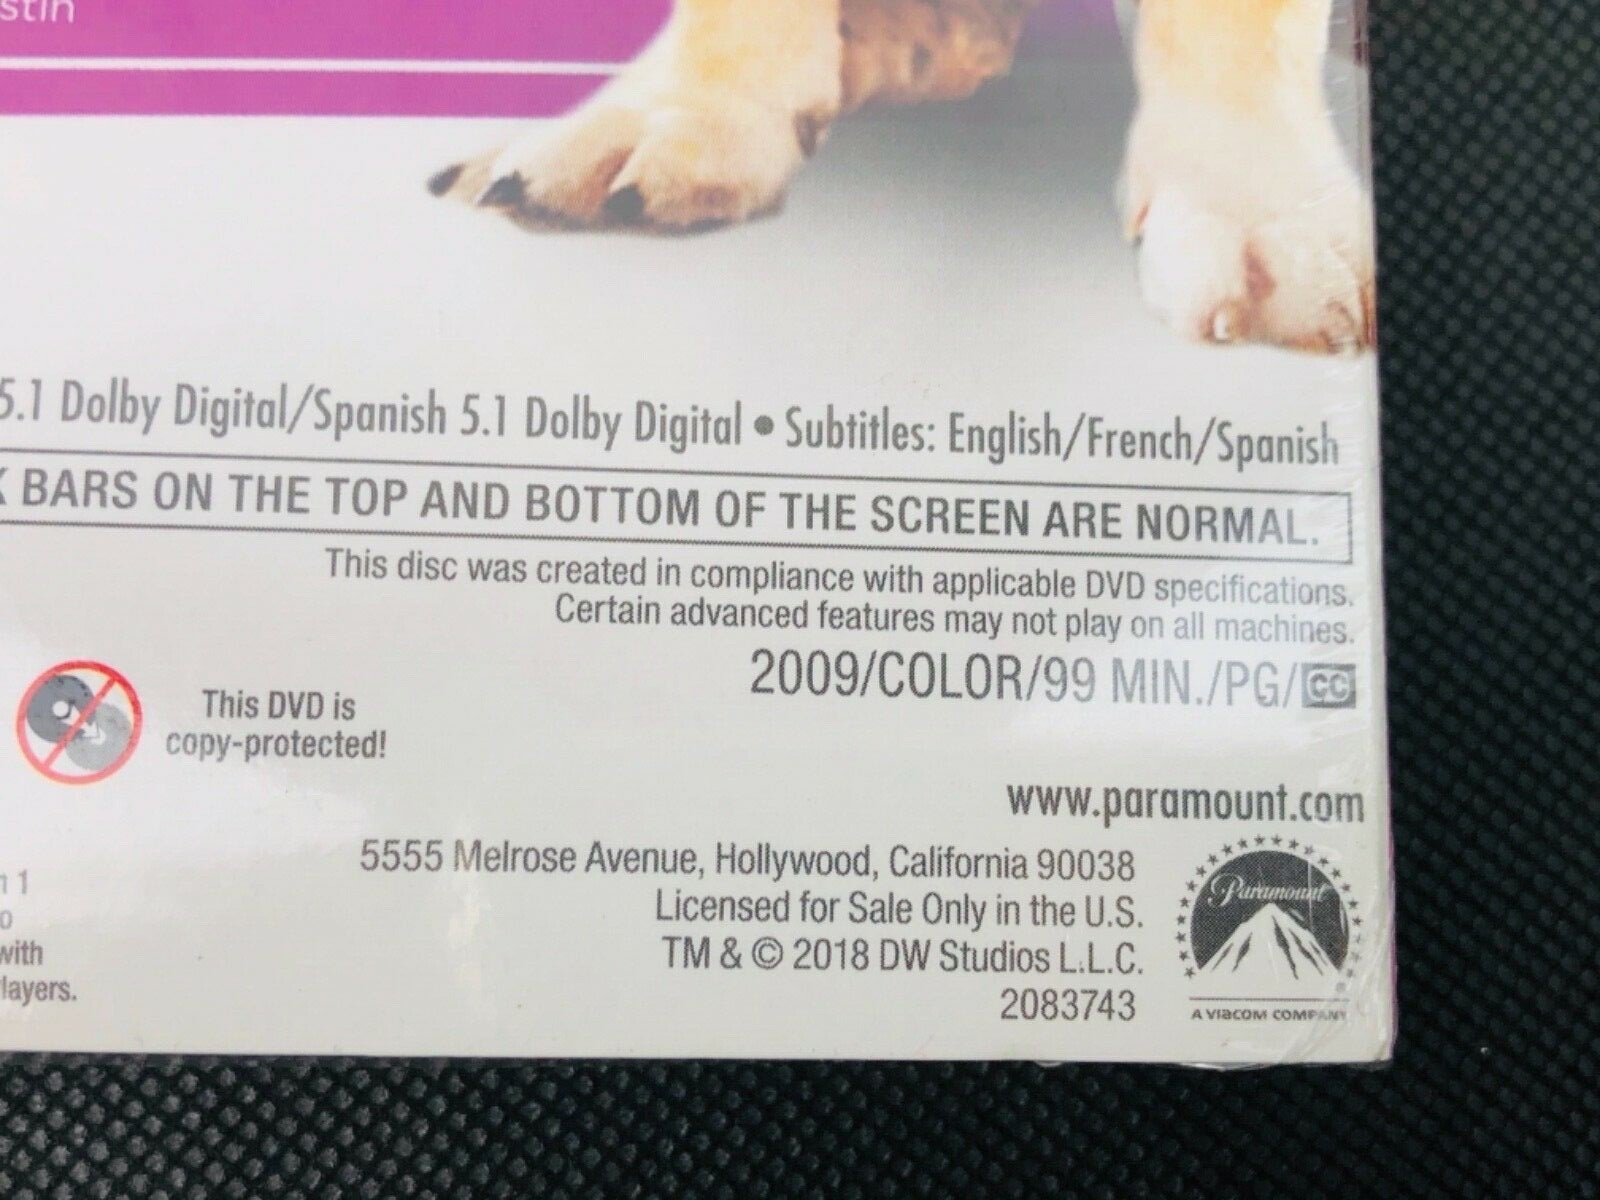 stin
5.1 Dolby Digital/Spanish 5.1 Dolby Digital • Subtitles: English/French/Spanish
K BARS ON THE TOP AND BOTTOM OF THE SCREEN ARE NORMAL.
This disc was created in compliance with applicable DVD specifications.
Certain advanced features may not play on all machines.
2009/COLOR/99 MIN./PG/CC
This DVD is
copy-protected!
www.paramount.com
5555 Melrose Avenue, Hollywood, California 90038
Licensed for Sale Only in the U.S.
TM & © 2018 DW Studios L.L.C.
2083743
Paramount
®
A VIACOM COMPANY
n 1
o
with
layers.